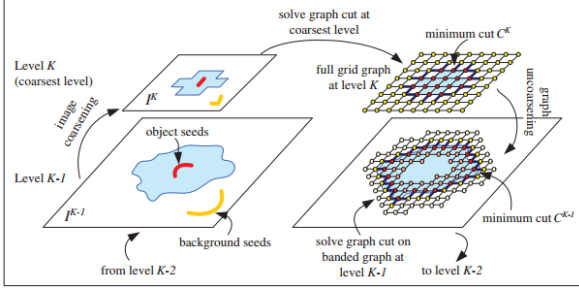 Level K
(coarsest level)
I^K
image
coarsening
solve graph cut at
coarsest level
minimum cut C^K
full grid graph
at level K
graph
uncoarsening
object seeds
Level K-1
I^K-1
background seeds
from level K-2
minimum cut C^K-1
solve graph cut on
banded graph at
level K-1
to level K-2